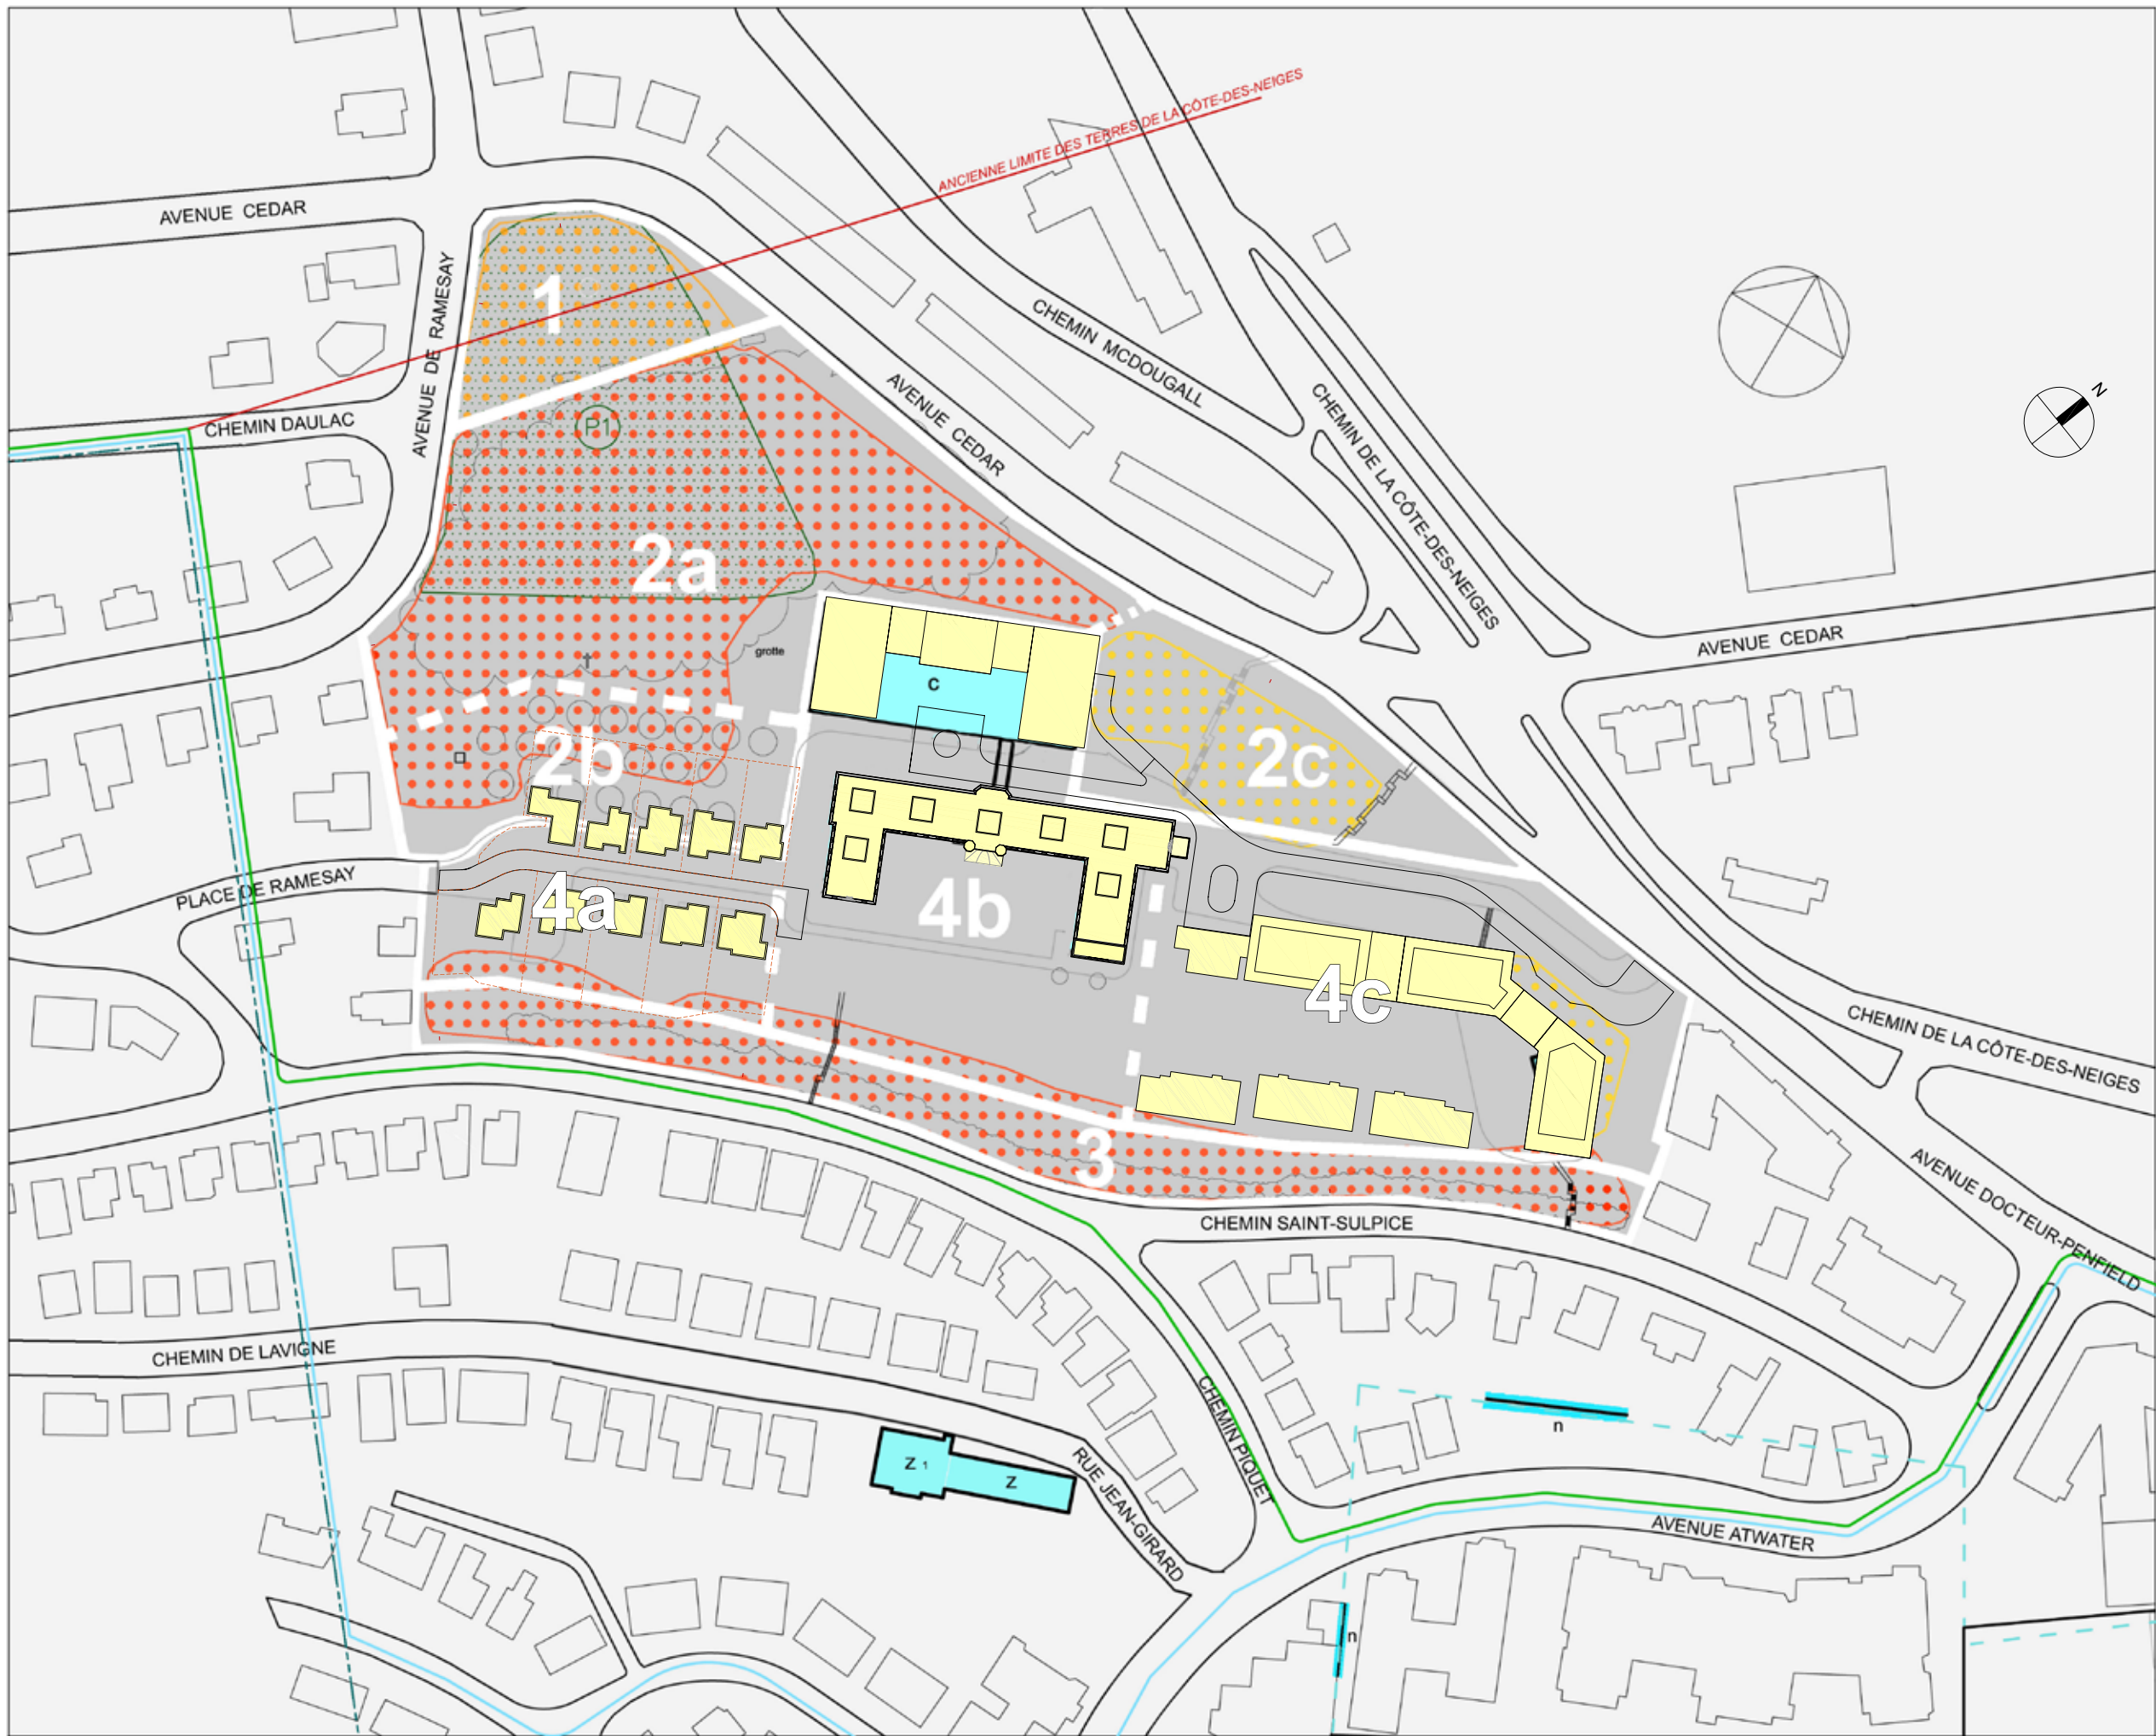 ANCIENNE LIMITE DES TERRES DE LA CÔTE-DES-NEIGES
AVENUE CEDAR
AVENUE DE RAMESAY
1
CHEMIN MCDOUGALL
AVENUE CEDAR
CHEMIN DE LA CÔTE-DES-NEIGES
N
CHEMIN DAULAC
P1
2a
grotte
AVENUE CEDAR
c
2b
2c
PLACE DE RAMESAY
4a
4b
4c
CHEMIN DE LA CÔTE-DES-NEIGES
3
AVENUE DOCTEUR-PENFIELD
CHEMIN SAINT-SULPICE
CHEMIN DE LAVIGNE
CHEMIN PIQUET
n
Z 1
Z
RUE JEAN-GIRARD
AVENUE ATWATER
n